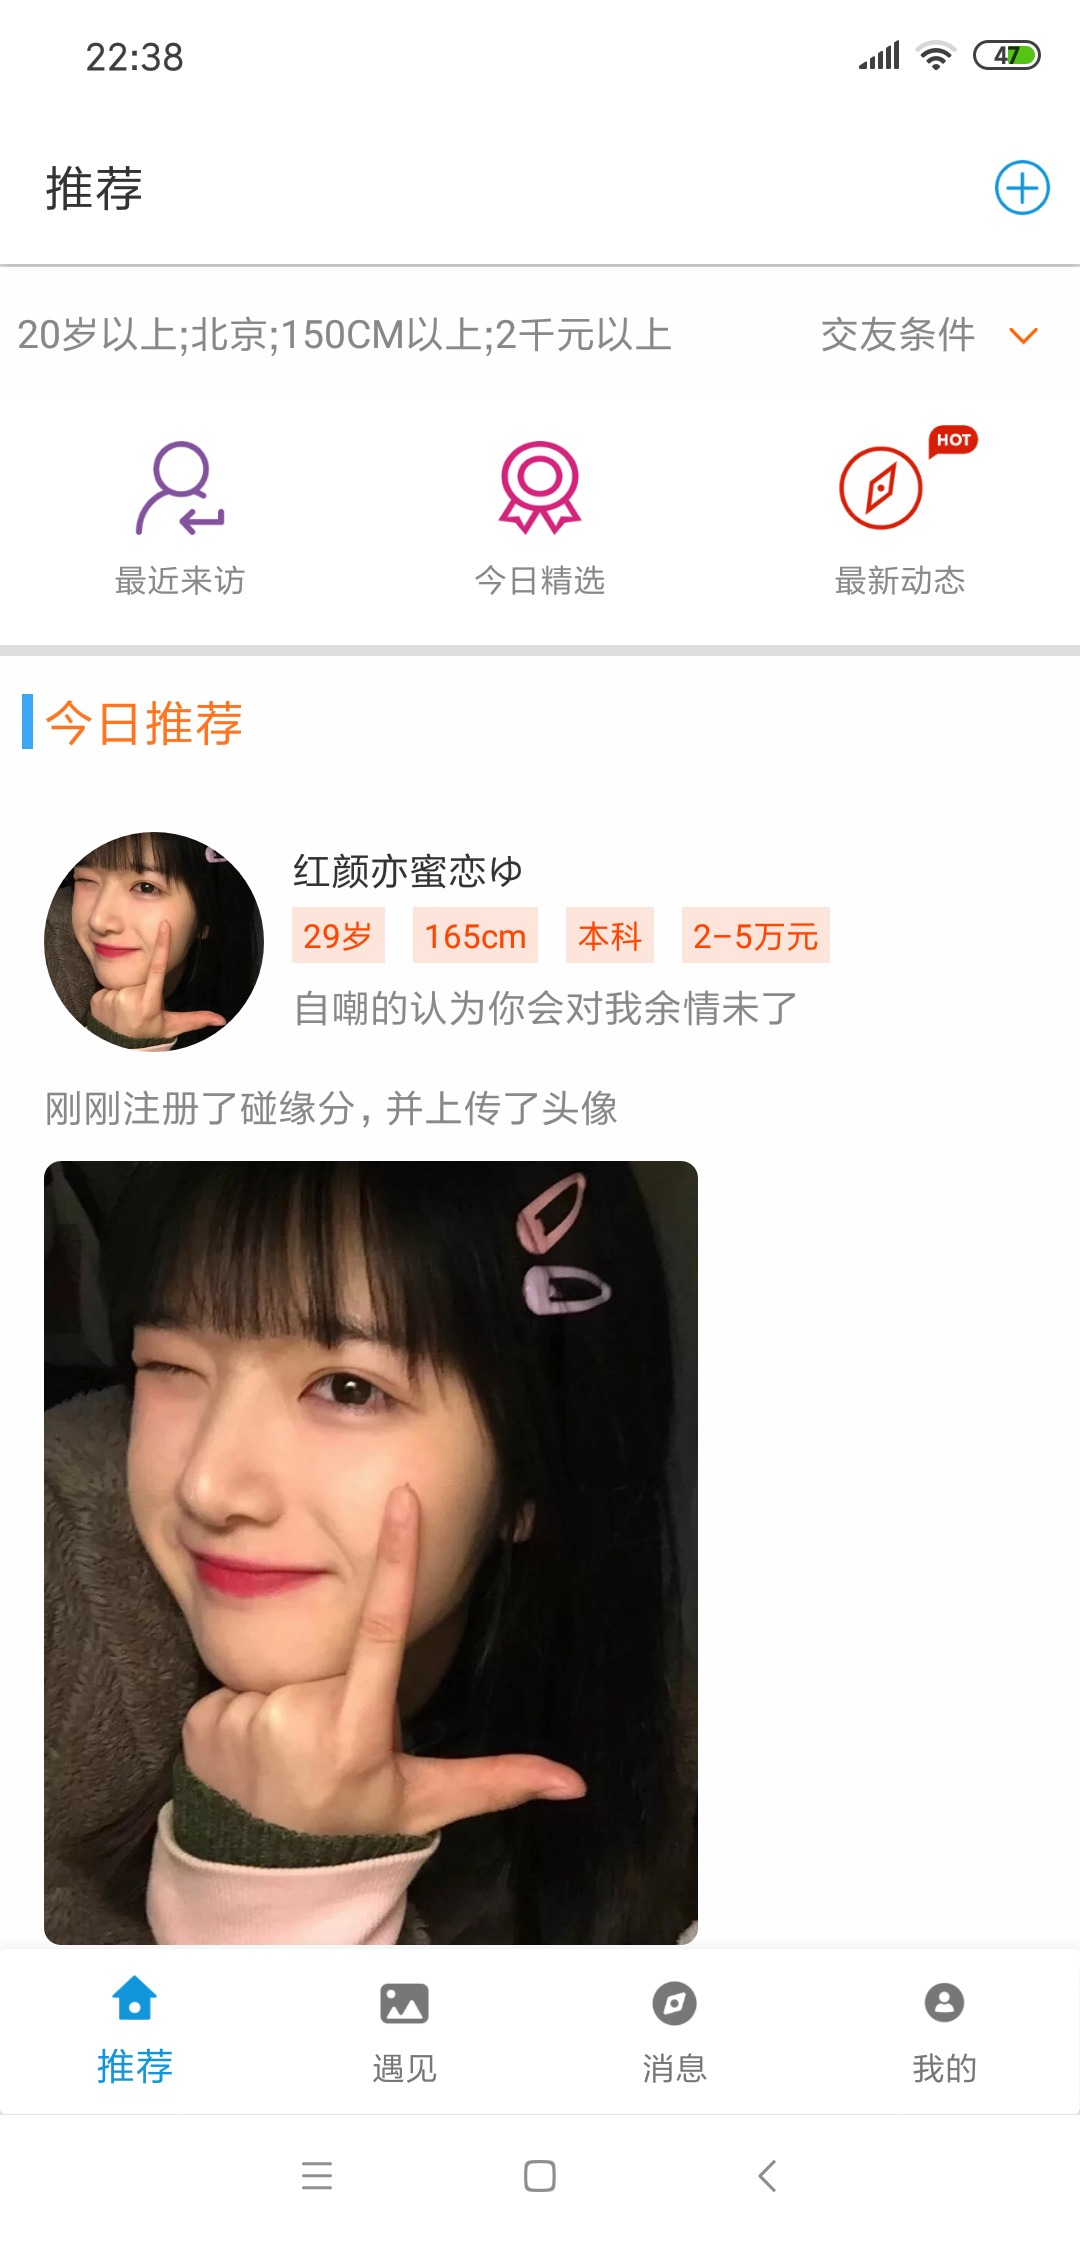 22:38
47
推荐
20岁以上;北京;150CM以上;2千元以上
交友条件
HOT
最近来访
今日精选
最新动态
今日推荐
红颜亦蜜恋ゆ
29岁 165cm 本科 2-5万元
自嘲的认为你会对我余情未了
刚刚注册了碰缘分，并上传了头像
推荐
遇见
消息
我的